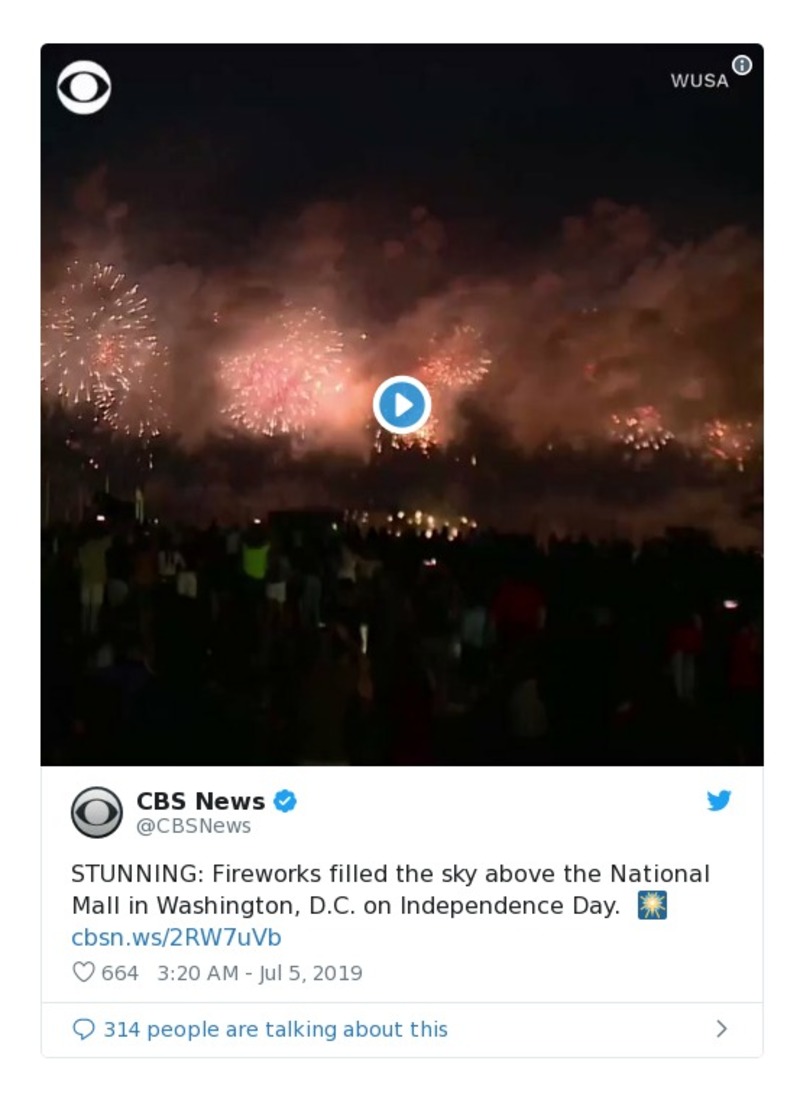 WUSA
CBS News
@CBSNews
STUNNING: Fireworks filled the sky above the National
Mall in Washington, D.C. on Independence Day. 🎆
cbsn.ws/2RW7uVb
664 3:20 AM - Jul 5, 2019
314 people are talking about this